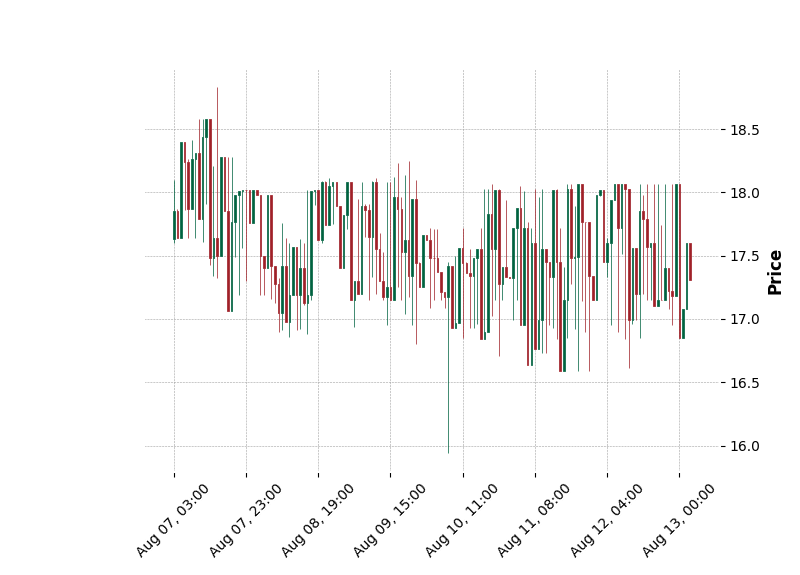 18.5
18.0
17.5
17.0
16.5
16.0
Price
Aug 07, 03:00
Aug 07, 23:00
Aug 08, 19:00
Aug 09, 15:00
Aug 10, 11:00
Aug 11, 08:00
Aug 12, 04:00
Aug 13, 00:00